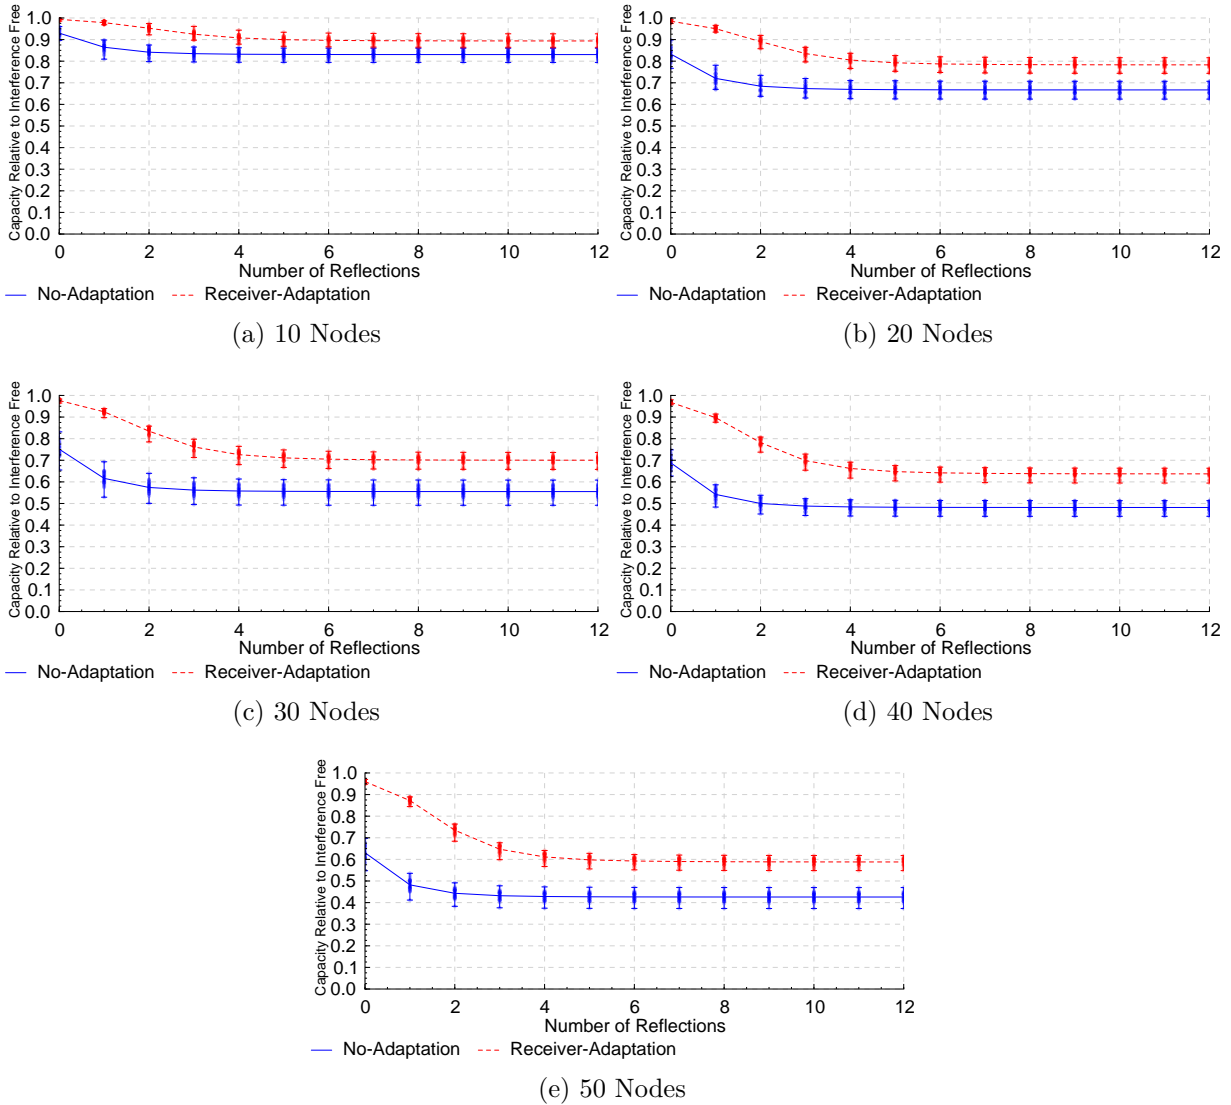 Capacity Relative to Interference Free
1.0
0.9
0.8
0.7
0.6
0.5
0.4
0.3
0.2
0.1
0.0
0 2 4 6 8 10 12
Number of Reflections
No-Adaptation Receiver-Adaptation
(a) 10 Nodes
Capacity Relative to Interference Free
1.0
0.9
0.8
0.7
0.6
0.5
0.4
0.3
0.2
0.1
0.0
0 2 4 6 8 10 12
Number of Reflections
No-Adaptation Receiver-Adaptation
(b) 20 Nodes
Capacity Relative to Interference Free
1.0
0.9
0.8
0.7
0.6
0.5
0.4
0.3
0.2
0.1
0.0
0 2 4 6 8 10 12
Number of Reflections
No-Adaptation Receiver-Adaptation
(c) 30 Nodes
Capacity Relative to Interference Free
1.0
0.9
0.8
0.7
0.6
0.5
0.4
0.3
0.2
0.1
0.0
0 2 4 6 8 10 12
Number of Reflections
No-Adaptation Receiver-Adaptation
(d) 40 Nodes
Capacity Relative to Interference Free
1.0
0.9
0.8
0.7
0.6
0.5
0.4
0.3
0.2
0.1
0.0
0 2 4 6 8 10 12
Number of Reflections
No-Adaptation Receiver-Adaptation
(e) 50 Nodes